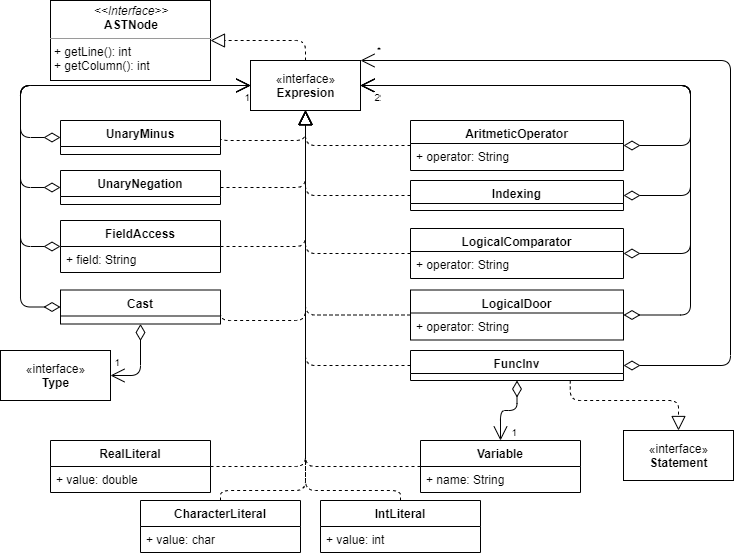 <<Interface>>
ASTNode
+ getLine(): int
+ getColumn(): int
*
«interface»
Expresion
1
2
UnaryMinus
AritmeticOperator
+ operator: String
UnaryNegation
Indexing
FieldAccess
+ field: String
LogicalComparator
+ operator: String
Cast
LogicalDoor
+ operator: String
«interface»
Type
1
FuncInv
1
«interface»
Statement
RealLiteral
+ value: double
Variable
+ name: String
CharacterLiteral
+ value: char
IntLiteral
+ value: int